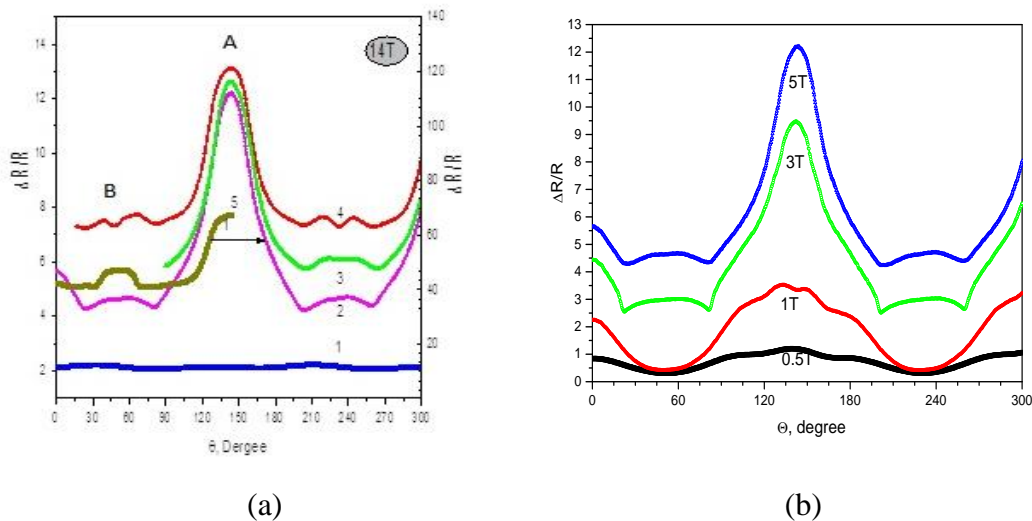 14T
A
B
5
1
4
3
2
1
14
12
10
8
6
4
2
140
120
100
80
60
40
20
Δ R/R
Δ R/R
0 30 60 90 120 150 180 210 240 270 300
θ, Dergee
(a)
13
12
11
10
9
8
7
6
5
4
3
2
1
0
ΔR/R
5T
3T
1T
0.5T
0 60 120 180 240 300
Θ, degree
(b)